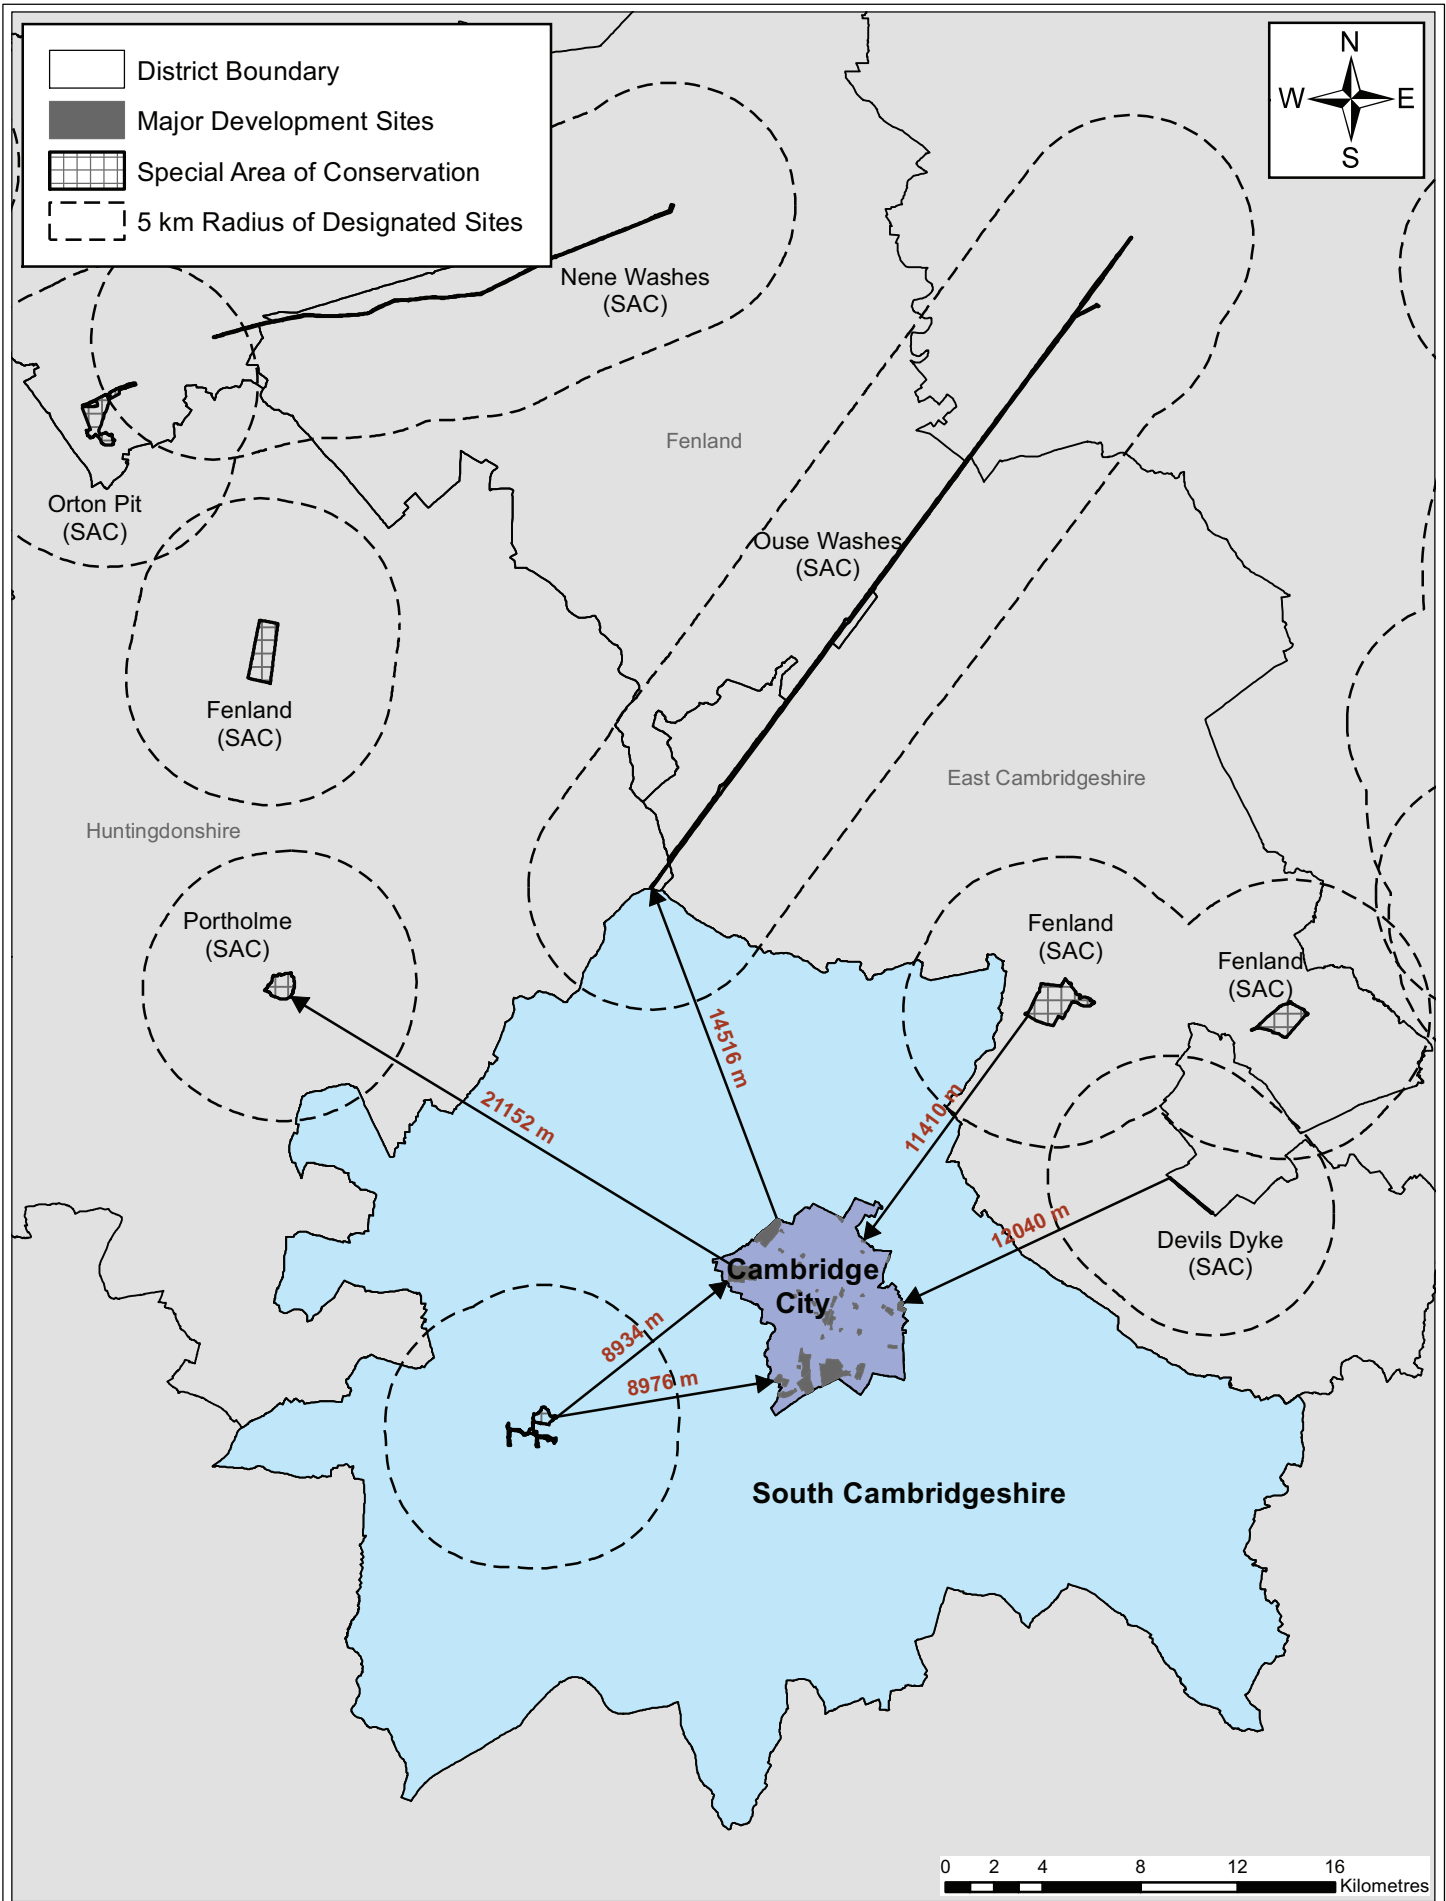 District Boundary
Major Development Sites
Special Area of Conservation
5 km Radius of Designated Sites
N
W E
S
Nene Washes
(SAC)
Fenland
Orton Pit
(SAC)
Ouse Washes
(SAC)
Fenland
(SAC)
East Cambridgeshire
Huntingdonshire
Portholme
(SAC)
Fenland
(SAC)
Fenland
(SAC)
14516 m
21152 m
11410 m
12040 m
Devils Dyke
(SAC)
Cambridge
City
8934 m
8976 m
South Cambridgeshire
0 2 4 8 12 16
Kilometres